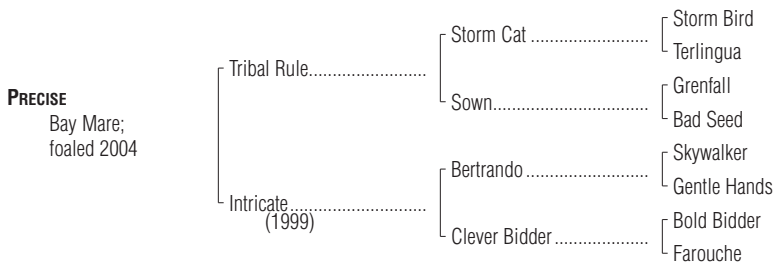 Storm Bird
Storm Cat ..............................
Terlingua
Tribal Rule..............................
Grenfall
Sown........................................
Bad Seed
PRECISE
Bay Mare;
foaled 2004
Skywalker
Bertrando ...............................
Gentle Hands
Intricate..................................
(1999)
Bold Bidder
Clever Bidder .......................
Farouche